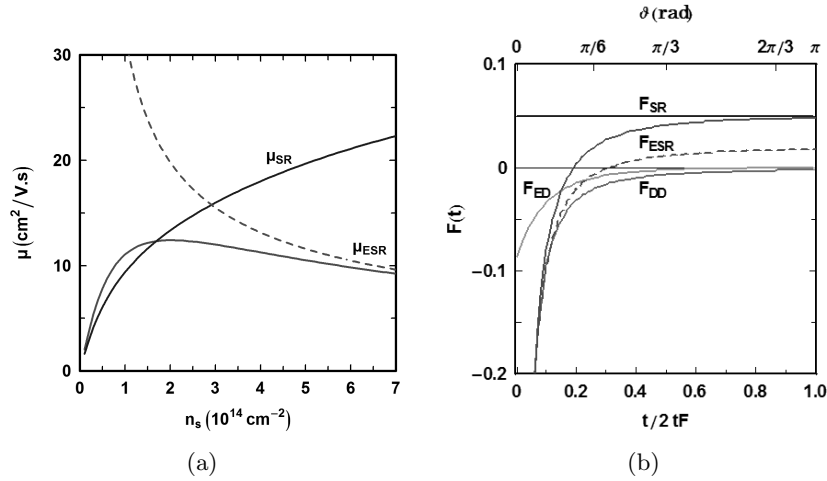 ϑ (rad)
0 π/6 π/3 2π/3 π
30
20
10
0
μ (cm²/V.s)
μSR
μESR
0 1 2 3 4 5 6 7
nₛ (10¹⁴ cm⁻²)
(a)
0.1
0
−0.1
−0.2
F(t)
FSR
FESR
FED FDD
0 0.2 0.4 0.6 0.8 1.0
t/2 tF
(b)